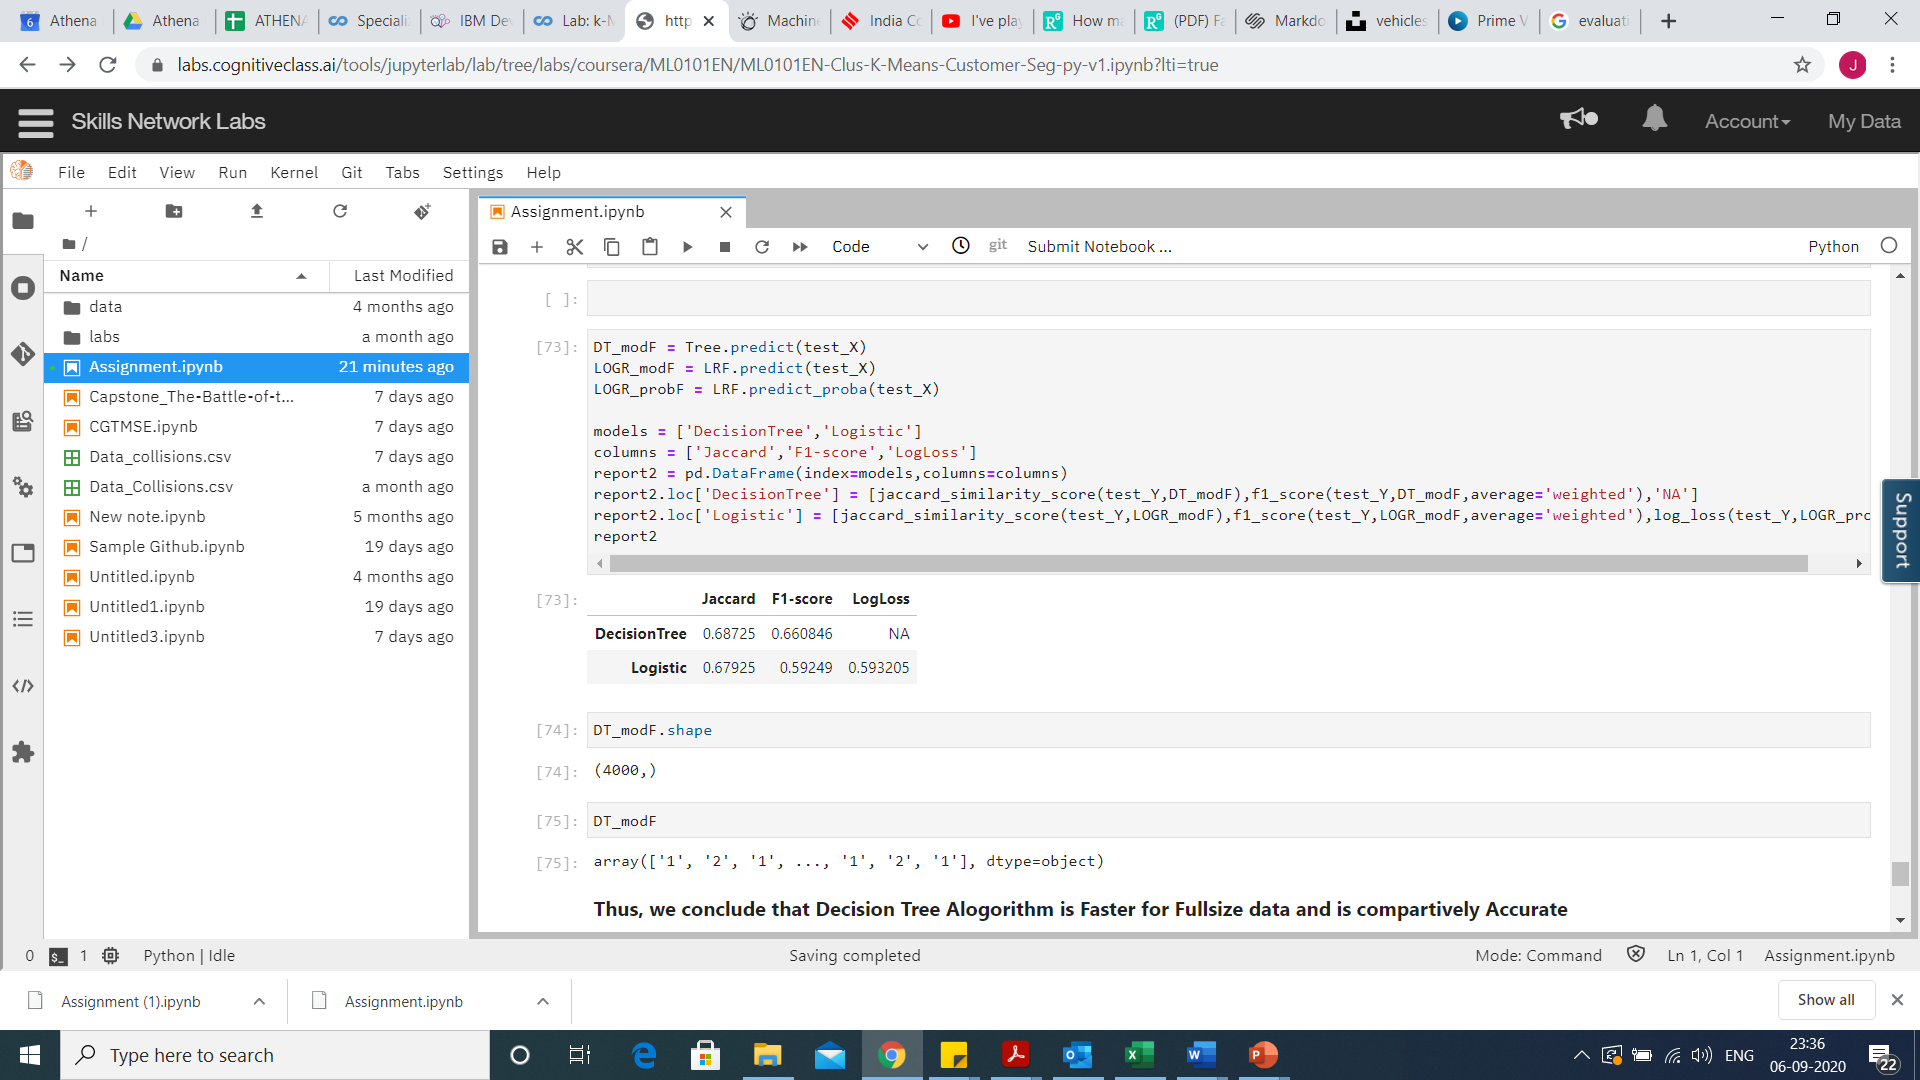 Athena
Athena
ATHENA
Speciali
IBM De
Lab: k-M
http
Machin
India Co
I've play
How ma
(PDF) Fa
Markdo
vehicles
Prime V
evaluati
labs.cognitiveclass.ai/tools/jupyterlab/lab/tree/labs/coursera/ML0101EN/ML0101EN-Clus-K-Means-Customer-Seg-py-v1.ipynb?lti=true
J
Skills Network Labs
Account
My Data
File Edit View Run Kernel Git Tabs Settings Help
/
Name Last Modified
data 4 months ago
labs a month ago
Assignment.ipynb 21 minutes ago
Capstone_The-Battle-of-t... 7 days ago
CGTMSE.ipynb 7 days ago
Data_collisions.csv 7 days ago
Data_Collisions.csv a month ago
New note.ipynb 5 months ago
Sample Github.ipynb 19 days ago
Untitled.ipynb 4 months ago
Untitled1.ipynb 19 days ago
Untitled3.ipynb 7 days ago
Assignment.ipynb
Code git Submit Notebook ... Python
[ ]:
[73]:
DT_modF = Tree.predict(test_X)
LOGR_modF = LRF.predict(test_X)
LOGR_probF = LRF.predict_proba(test_X)
models = ['DecisionTree','Logistic']
columns = ['Jaccard','F1-score','LogLoss']
report2 = pd.DataFrame(index=models,columns=columns)
report2.loc['DecisionTree'] = [jaccard_similarity_score(test_Y,DT_modF),f1_score(test_Y,DT_modF,average='weighted'),'NA']
report2.loc['Logistic'] = [jaccard_similarity_score(test_Y,LOGR_modF),f1_score(test_Y,LOGR_modF,average='weighted'),log_loss(test_Y,LOGR_pro
report2
[73]:
Jaccard F1-score LogLoss
DecisionTree 0.68725 0.660846 NA
Logistic 0.67925 0.59249 0.593205
[74]: DT_modF.shape
[74]: (4000,)
[75]: DT_modF
[75]: array(['1', '2', '1', ..., '1', '2', '1'], dtype=object)
Thus, we conclude that Decision Tree Alogorithm is Faster for Fullsize data and is compartively Accurate
Support
0 $_ 1 Python | Idle Saving completed Mode: Command Ln 1, Col 1 Assignment.ipynb
Assignment (1).ipynb
Assignment.ipynb
Show all
Type here to search
ENG
23:36
06-09-2020
22